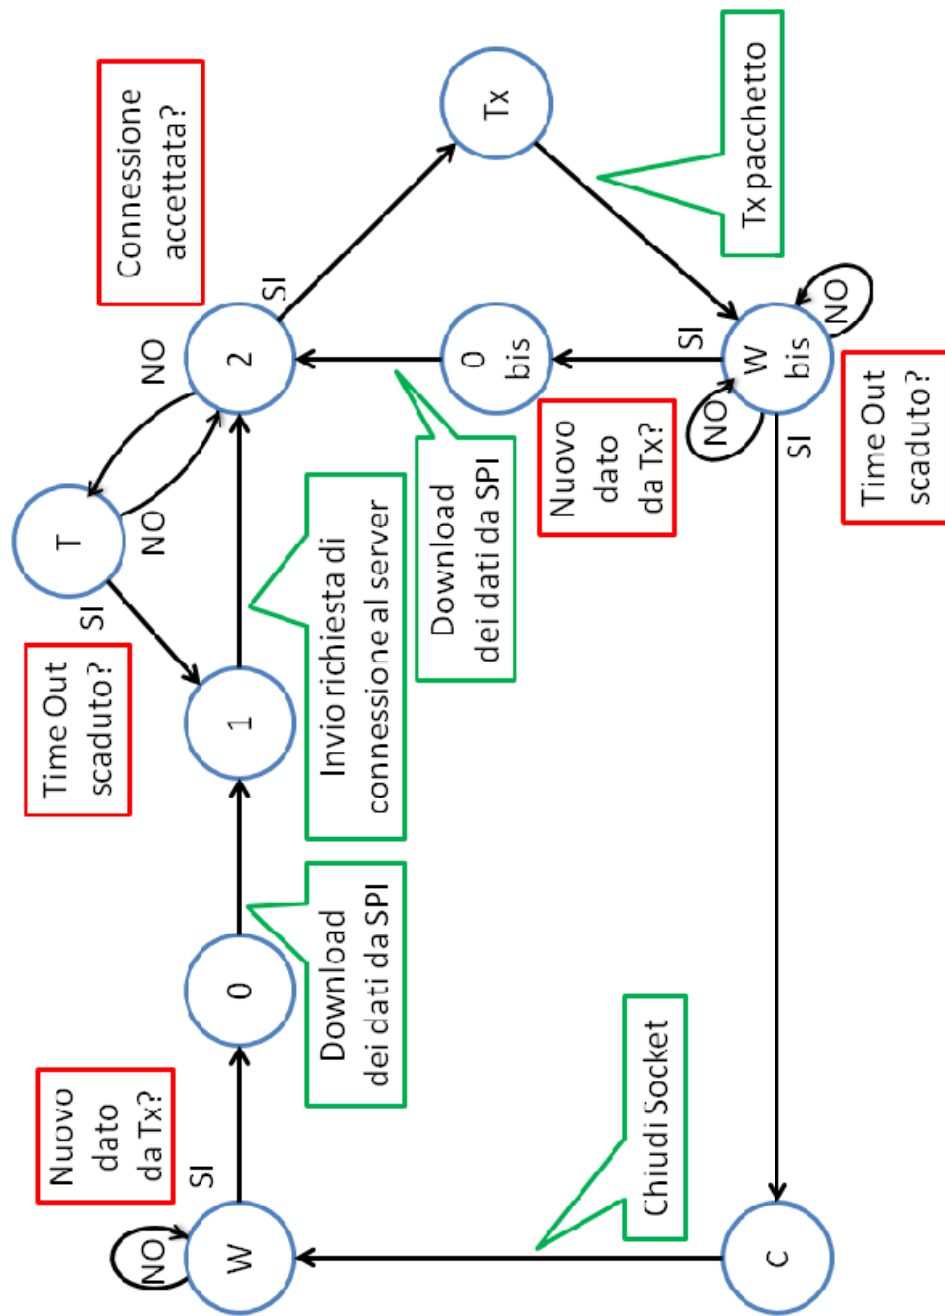 Nuovo
dato
da Tx?
Time Out
scaduto?
T
Connessione
accettata?
NO
SI
SI
NO
NO
W
0
1
2
SI
Download
dei dati da SPI
Invio richiesta di
connessione al server
Download
dei dati da SPI
0
bis
Tx
Nuovo
dato
da Tx?
Chiudi Socket
NO
SI
Tx pacchetto
C
W
bis
SI
NO
Time Out
scaduto?